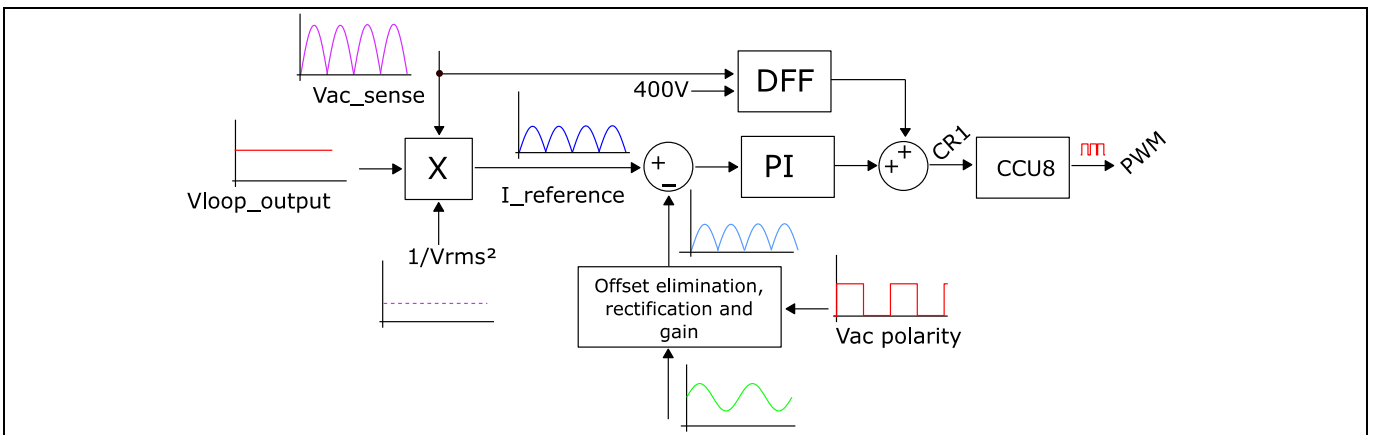 Vac_sense
400V
DFF
Vloop_output
X
I_reference
+
–
PI
+
+
CR1
CCU8
PWM
1/Vrms²
Offset elimination,
rectification and
gain
Vac polarity